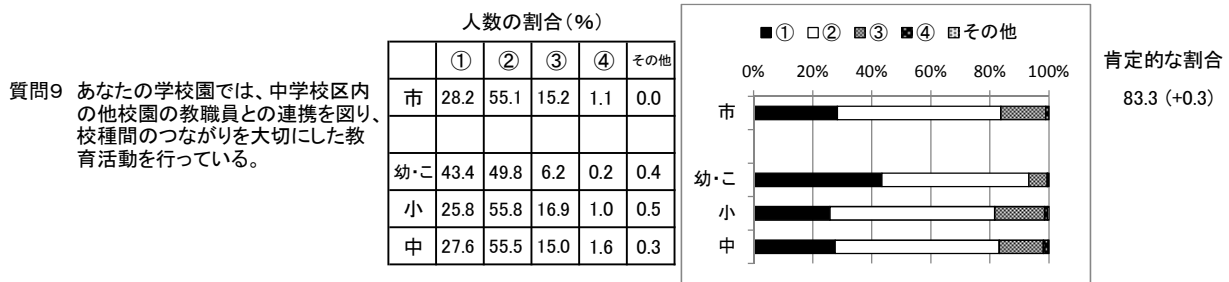 人数の割合(%)
① ② ③ ④ その他
市 28.2 55.1 15.2 1.1 0.0
幼・こ 43.4 49.8 6.2 0.2 0.4
小 25.8 55.8 16.9 1.0 0.5
中 27.6 55.5 15.0 1.6 0.3
質問9 あなたの学校園では、中学校区内
の他校園の教職員との連携を図り、
校種間のつながりを大切にした教
育活動を行っている。
■① □② ③ ④ その他
0% 20% 40% 60% 80% 100%
市
幼・こ
小
中
肯定的な割合
83.3 (+0.3)